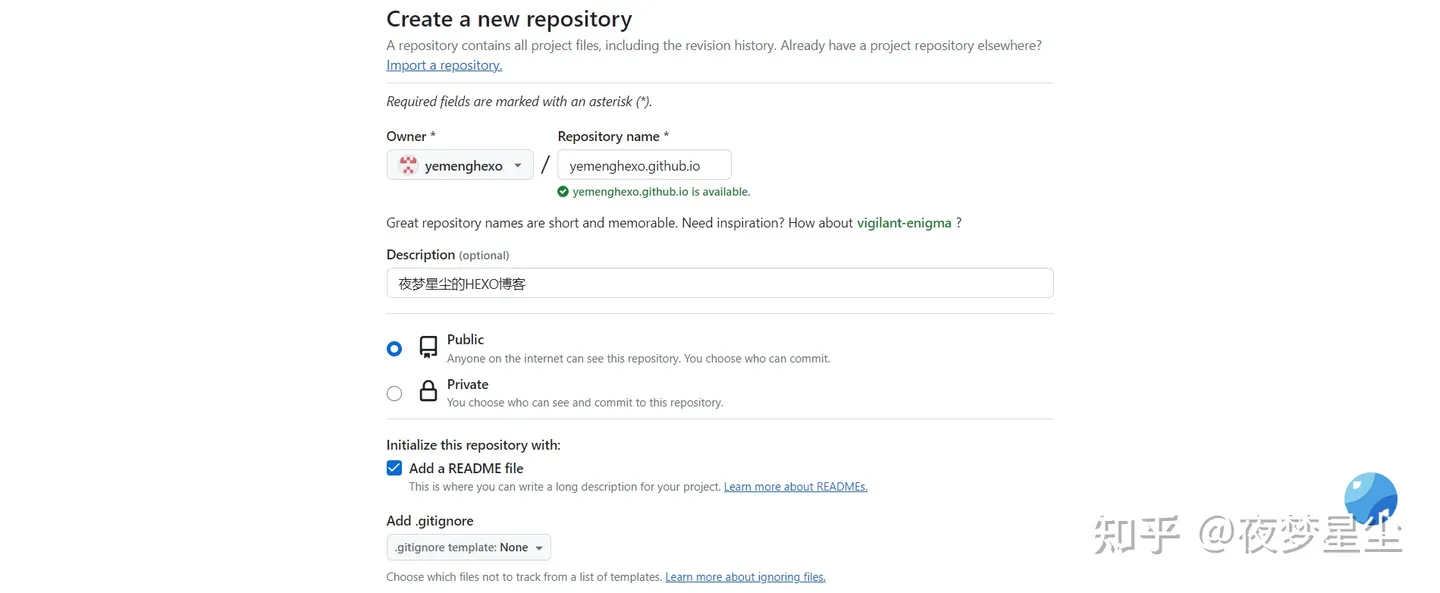 Create a new repository
A repository contains all project files, including the revision history. Already have a project repository elsewhere?
Import a repository.
Required fields are marked with an asterisk (*).
Owner * Repository name *
yemenghexo / yemenghexo.github.io
yemenghexo.github.io is available.
Great repository names are short and memorable. Need inspiration? How about vigilant-enigma ?
Description (optional)
夜梦星尘的HEXO博客
Public
Anyone on the internet can see this repository. You choose who can commit.
Private
You choose who can see and commit to this repository.
Initialize this repository with:
Add a README file
This is where you can write a long description for your project. Learn more about READMEs.
Add .gitignore
.gitignore template: None
Choose which files not to track from a list of templates. Learn more about ignoring files.
知乎 @夜梦星尘